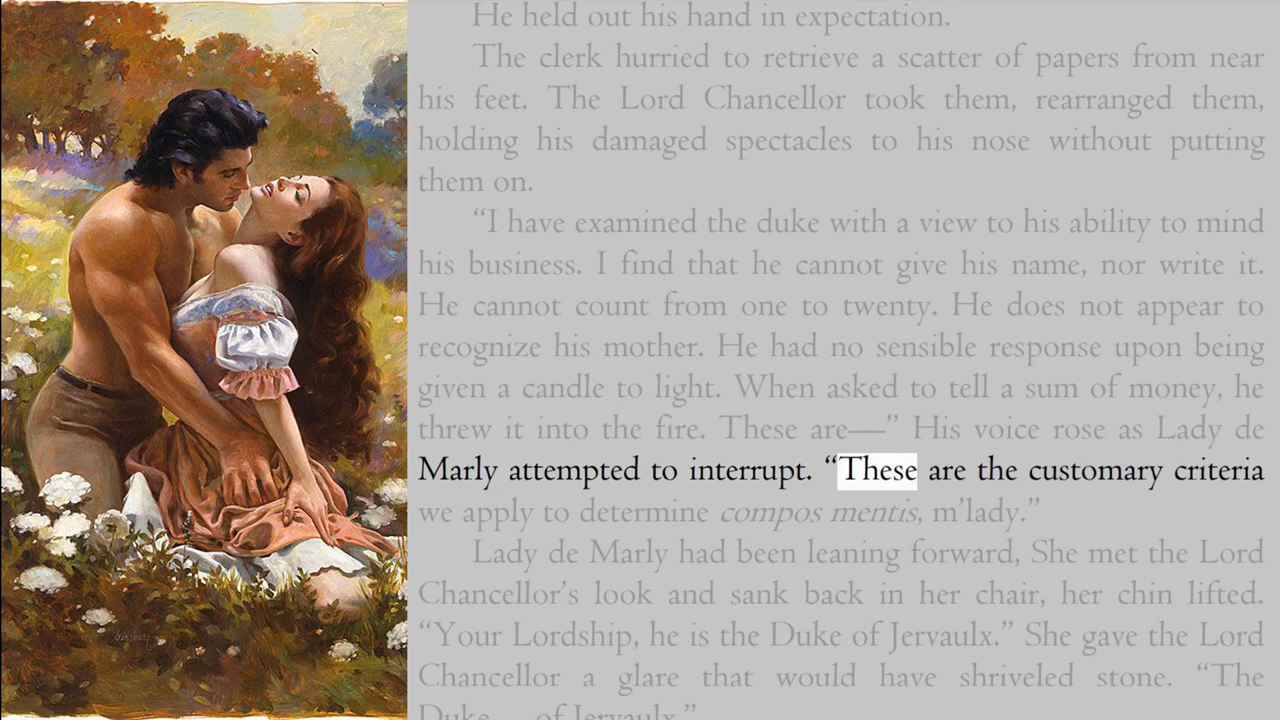 He held out his hand in expectation.
The clerk hurried to retrieve a scatter of papers from near
his feet. The Lord Chancellor took them, rearranged them,
holding his damaged spectacles to his nose without putting
them on.
“I have examined the duke with a view to his ability to mind
his business. I find that he cannot give his name, nor write it.
He cannot count from one to twenty. He does not appear to
recognize his mother. He had no sensible response upon being
given a candle to light. When asked to tell a sum of money, he
threw it into the fire. These are—” His voice rose as Lady de
Marly attempted to interrupt. “These are the customary criteria
we apply to determine compos mentis, m’lady.”
Lady de Marly had been leaning forward, She met the Lord
Chancellor’s look and sank back in her chair, her chin lifted.
“Your Lordship, he is the Duke of Jervaulx.” She gave the Lord
Chancellor a glare that would have shriveled stone. “The
Duke— of Jervaulx.”